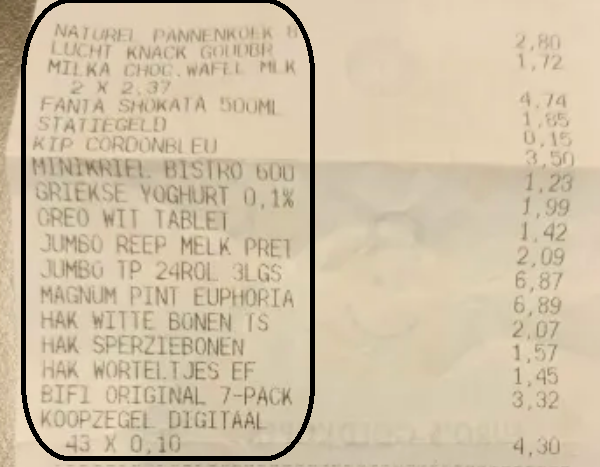 NATUREL PANNENKOEK B 2,80
LUCHT KNACK GOUDBR 1,72
MILKA CHOC.WAFEL MLK
2 X 2,37 4,74
FANTA SHOKATA 500ML 1,85
STATIEGELD 0,15
KIP CORDONBLEU 3,50
MINIKRIEL BISTRO 600 1,23
GRIEKSE YOGHURT 0,1% 1,99
OREO WIT TABLET 1,42
JUMBO REEP MELK PRET 2,09
JUMBO TP 24ROL 3LGS 6,87
MAGNUM PINT EUPHORIA 6,89
HAK WITTE BONEN TS 2,07
HAK SPERZIEBONEN 1,57
HAK WORTELTJES EF 1,45
BIFI ORIGINAL 7-PACK 3,32
KOOPZEGEL DIGITAAL
43 X 0,10 4,30